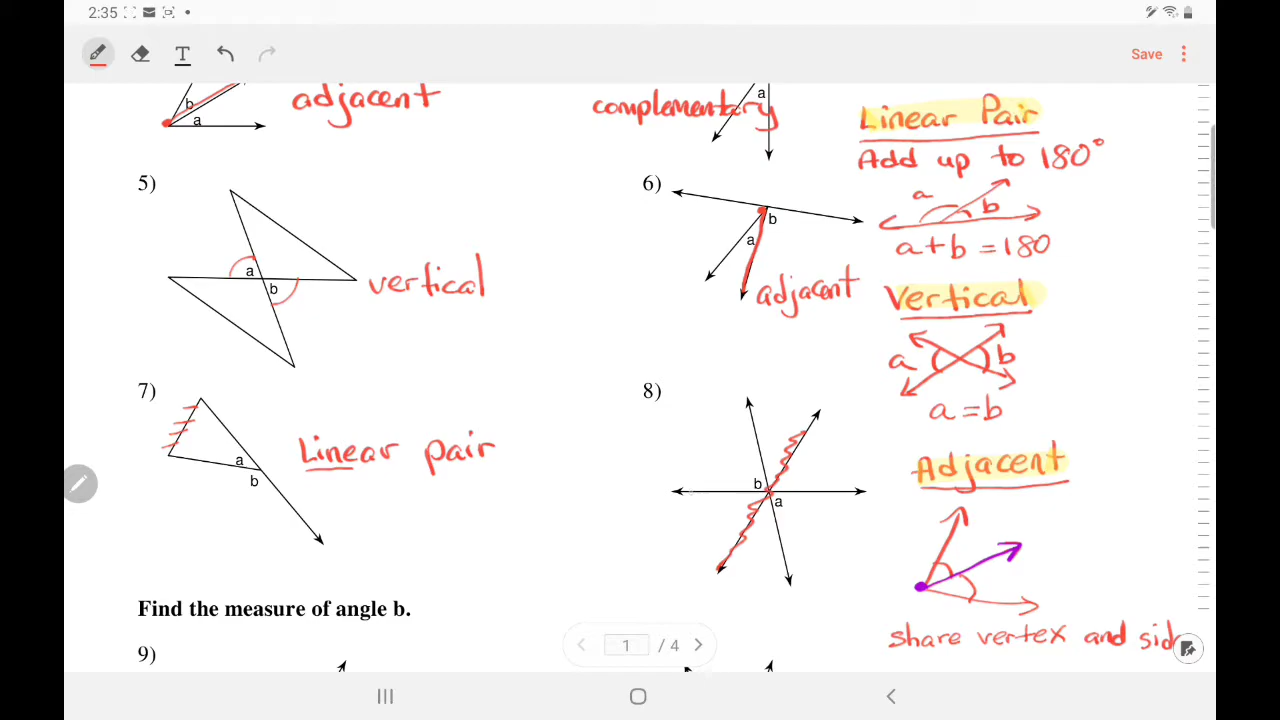 2:35
T
Save
b
a
adjacent
a
complementary
Linear Pair
Add up to 180°
a
b
a+b=180
5)
a
b
vertical
6)
b
a
adjacent
Vertical
a
b
a=b
7)
a
b
Linear pair
8)
b
a
Adjacent
share vertex and sid
Find the measure of angle b.
9)
1 / 4